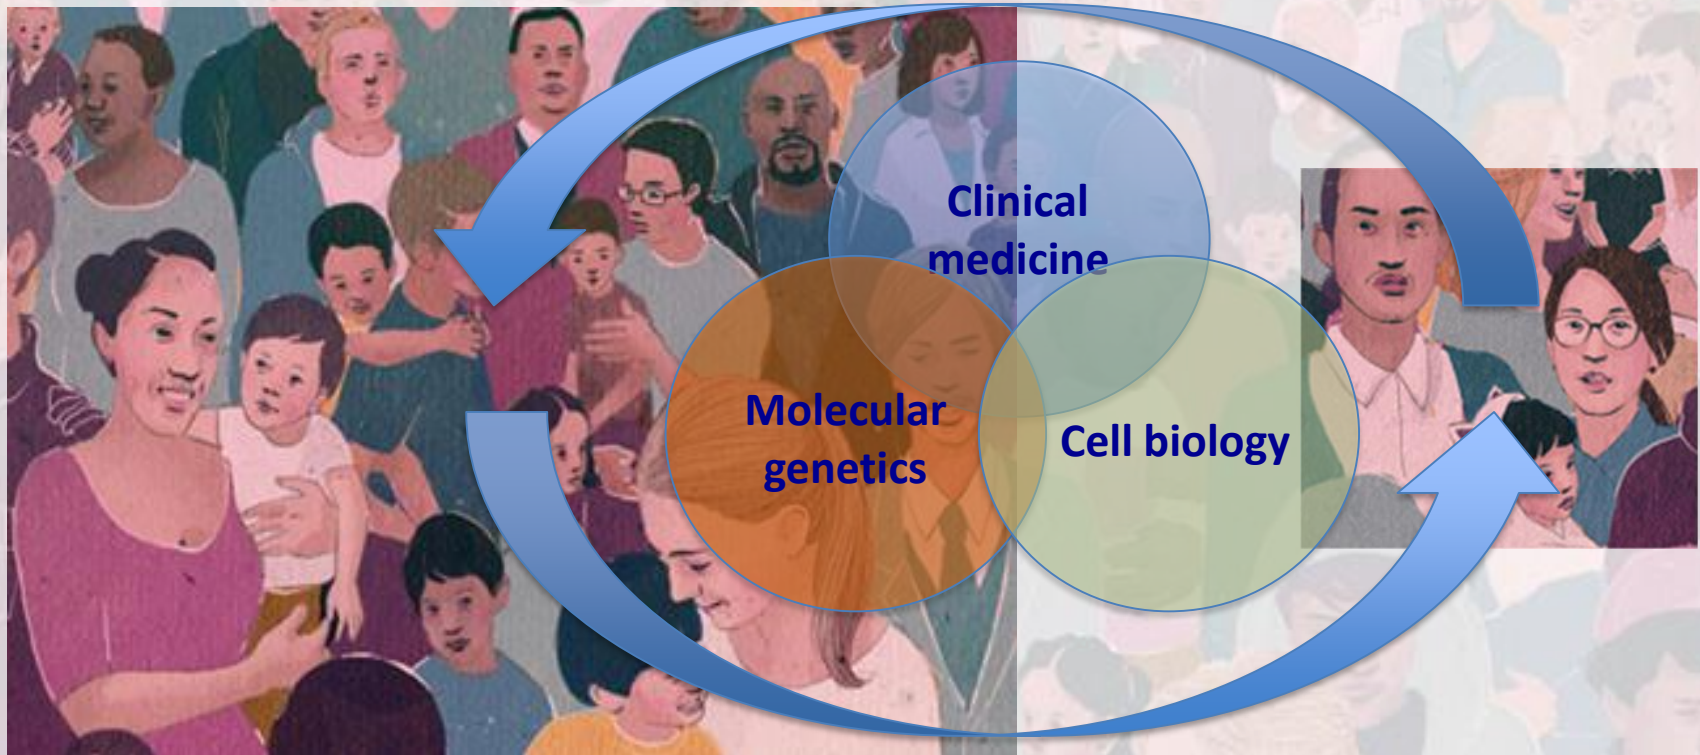 Clinical
medicine
Molecular
genetics
Cell biology